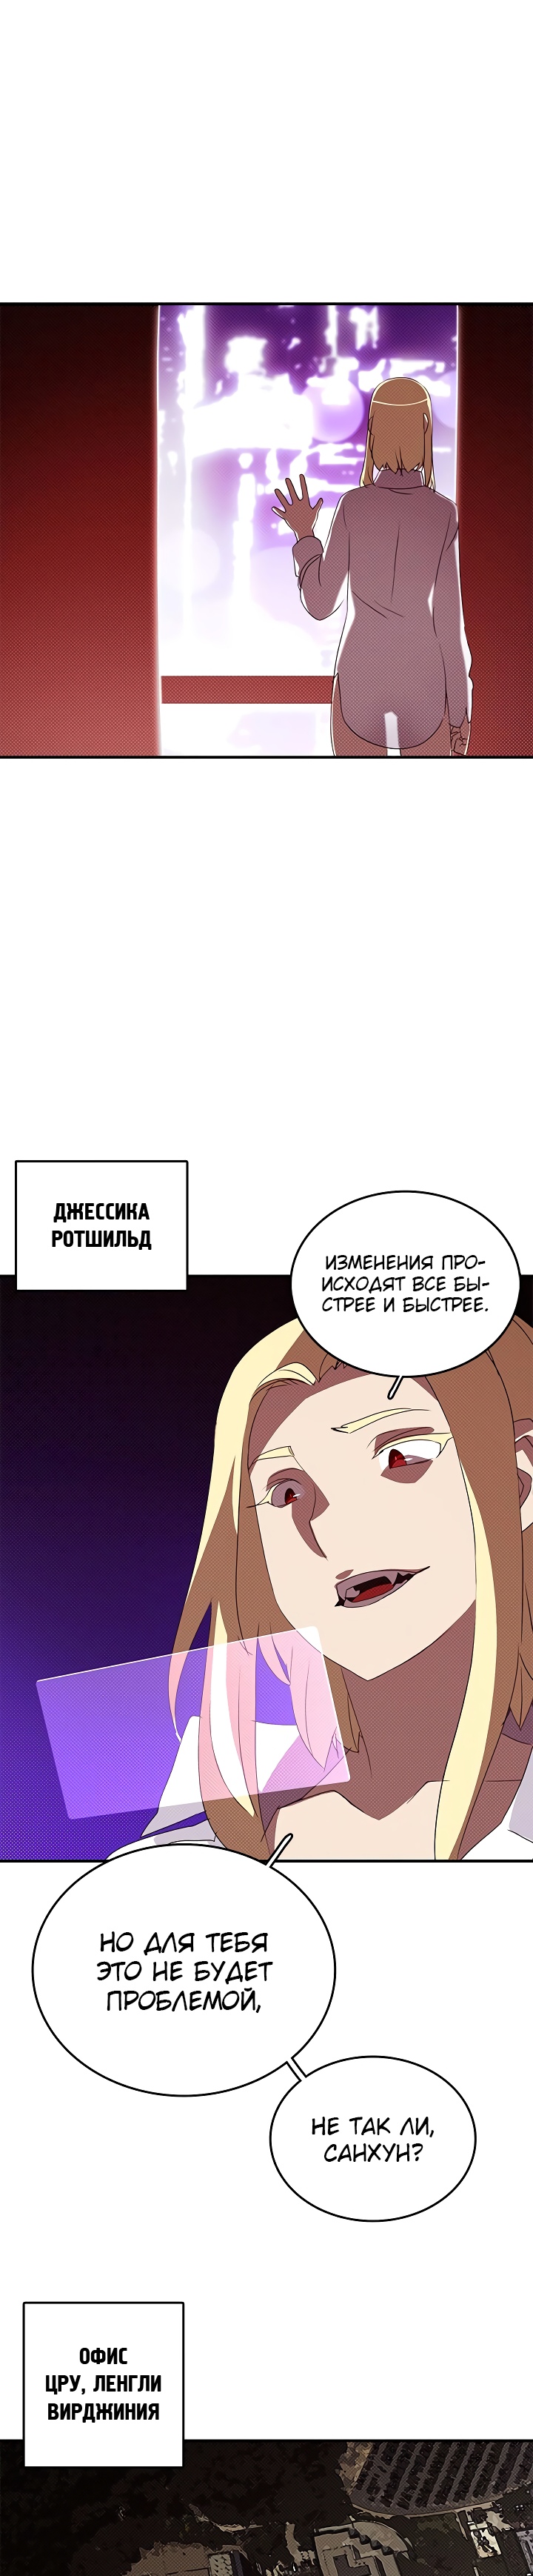 ДЖЕССИКА
РОТШИЛЬД
ИЗМЕНЕНИЯ ПРО-
ИСХОДЯТ ВСЕ БЫ-
СТРЕЕ И БЫСТРЕЕ.
НО ДЛЯ ТЕБЯ
ЭТО НЕ БУДЕТ
ПРОБЛЕМОЙ,
НЕ ТАК ЛИ,
САНХУН?
ОФИС
ЦРУ, ЛЕНГЛИ
ВИРДЖИНИЯ